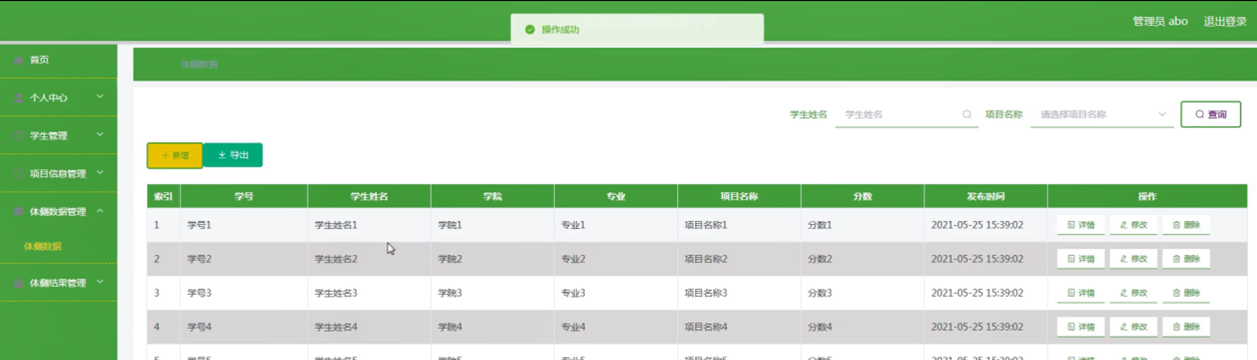 管理员 abo 退出登录
操作成功
首页
个人中心
学生管理
项目信息管理
体侧数据管理
体侧数据
体侧结果管理
体侧数据
学生姓名 学生姓名 项目名称 请选择项目名称 查询
+ 新增 导出
索引 学号 学生姓名 学院 专业 项目名称 分数 发布时间 操作
1 学号1 学生姓名1 学院1 专业1 项目名称1 分数1 2021-05-25 15:39:02 详情 修改 删除
2 学号2 学生姓名2 学院2 专业2 项目名称2 分数2 2021-05-25 15:39:02 详情 修改 删除
3 学号3 学生姓名3 学院3 专业3 项目名称3 分数3 2021-05-25 15:39:02 详情 修改 删除
4 学号4 学生姓名4 学院4 专业4 项目名称4 分数4 2021-05-25 15:39:02 详情 修改 删除